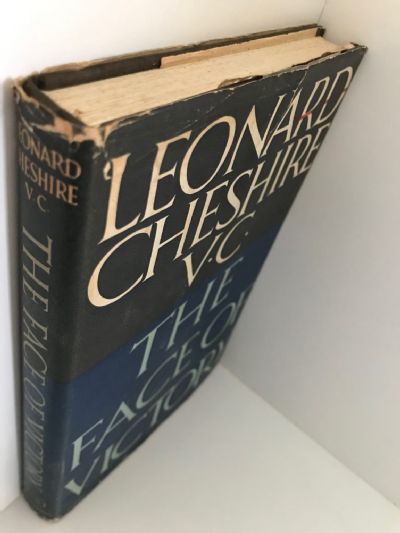 LEONARD
CHESHIRE
V.C.
THE FACE OF VICTORY
LEONARD
CHESHIRE
V.C.
THE
FACE OF
VICTORY